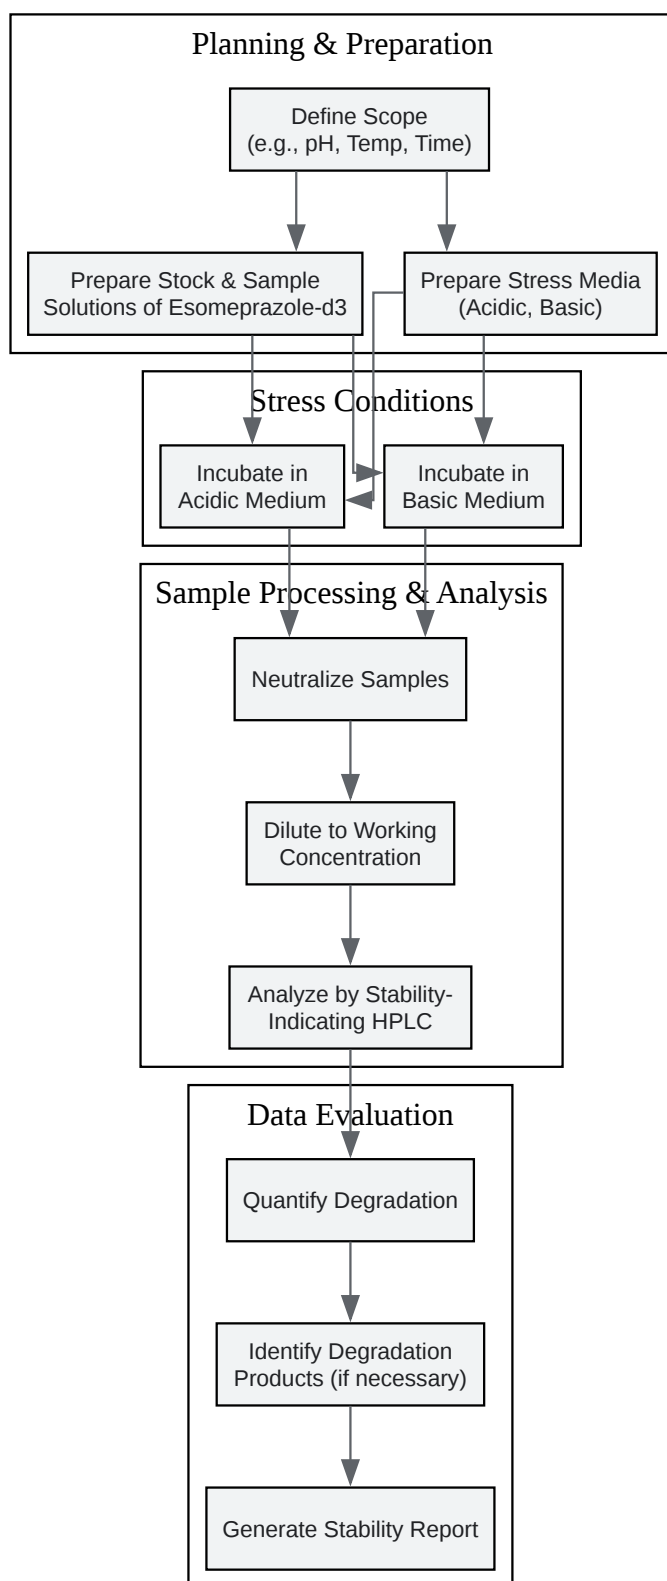 Planning & Preparation
Define Scope
(e.g., pH, Temp, Time)
Prepare Stock & Sample
Solutions of Esomeprazole-d3
Prepare Stress Media
(Acidic, Basic)
Stress Conditions
Incubate in
Acidic Medium
Incubate in
Basic Medium
Sample Processing & Analysis
Neutralize Samples
Dilute to Working
Concentration
Analyze by Stability-
Indicating HPLC
Data Evaluation
Quantify Degradation
Identify Degradation
Products (if necessary)
Generate Stability Report